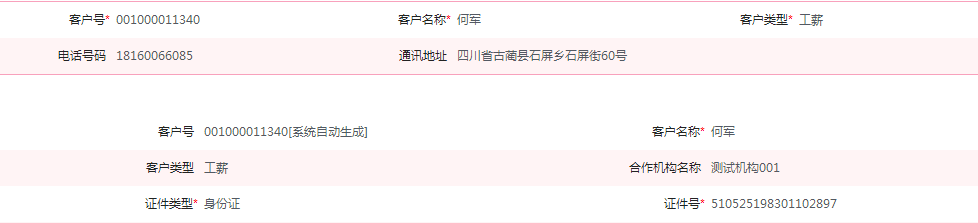 客户号* 001000011340 客户名称* 何军 客户类型* 工薪
电话号码 18160066085 通讯地址 四川省古蔺县石屏乡石屏街60号
客户号 001000011340[系统自动生成] 客户名称* 何军
客户类型 工薪 合作机构名称 测试机构001
证件类型* 身份证 证件号* 510525198301102897